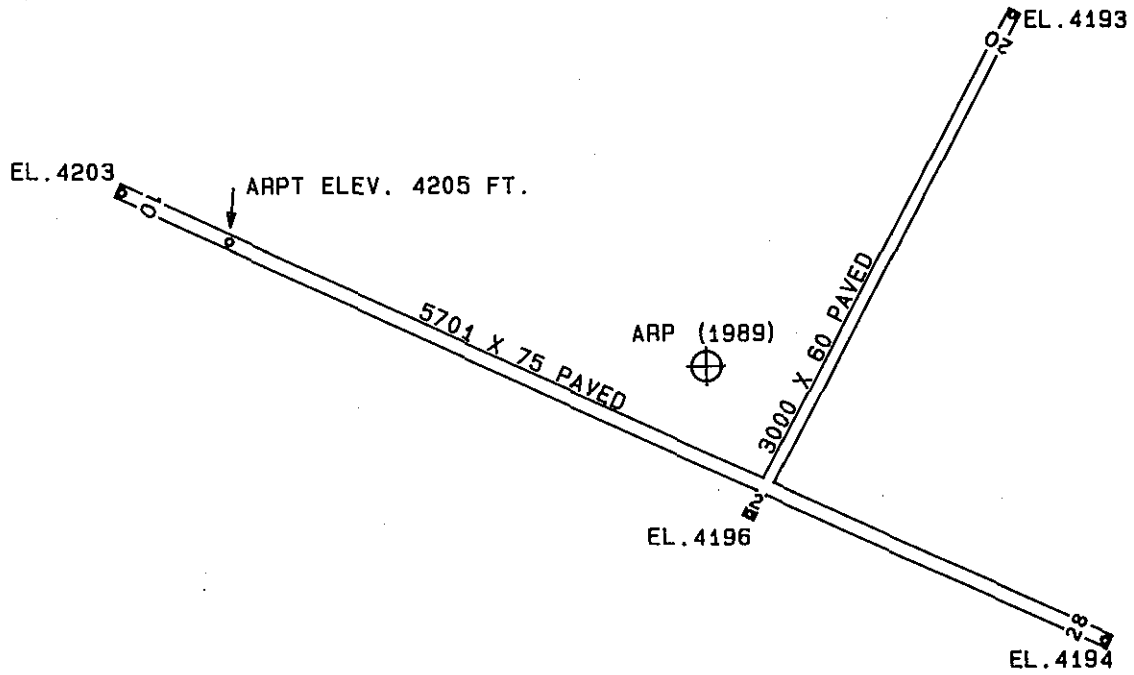 EL.4193
20
EL.4203
10
ARPT ELEV. 4205 FT.
5701 X 75 PAVED
ARP (1989)
3000 X 60 PAVED
2
EL.4196
28
EL.4194